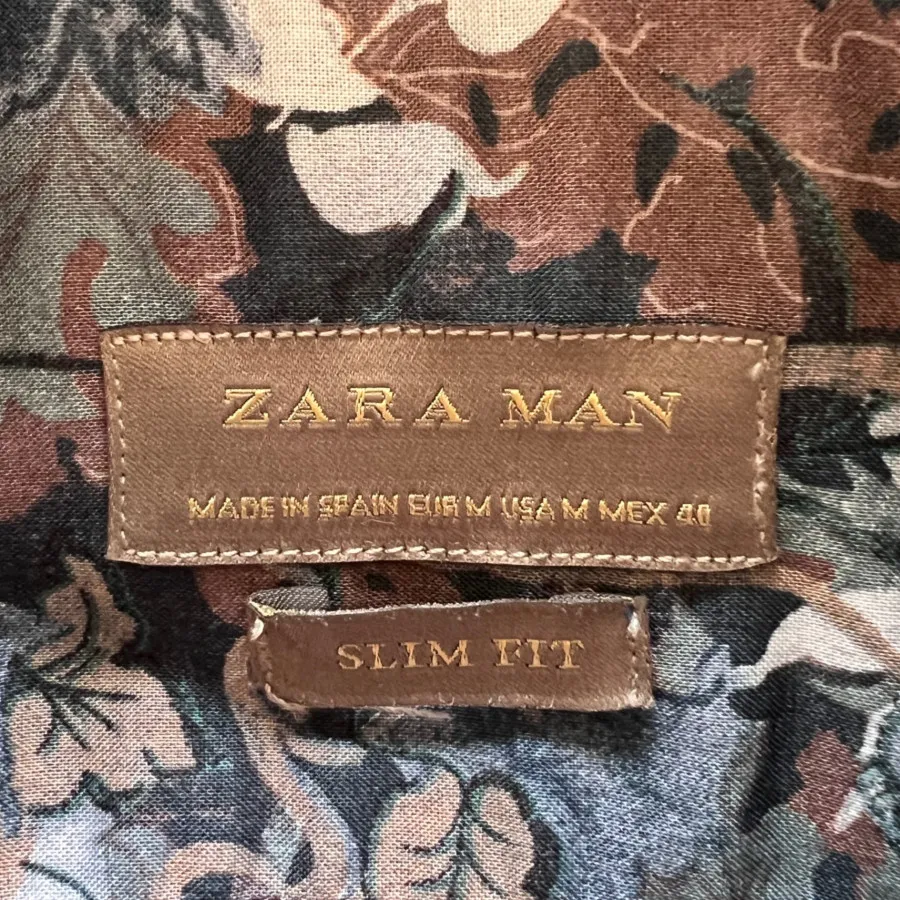 ZARA MAN
MADE IN SPAIN EUR M USA M MEX 40
SLIM FIT